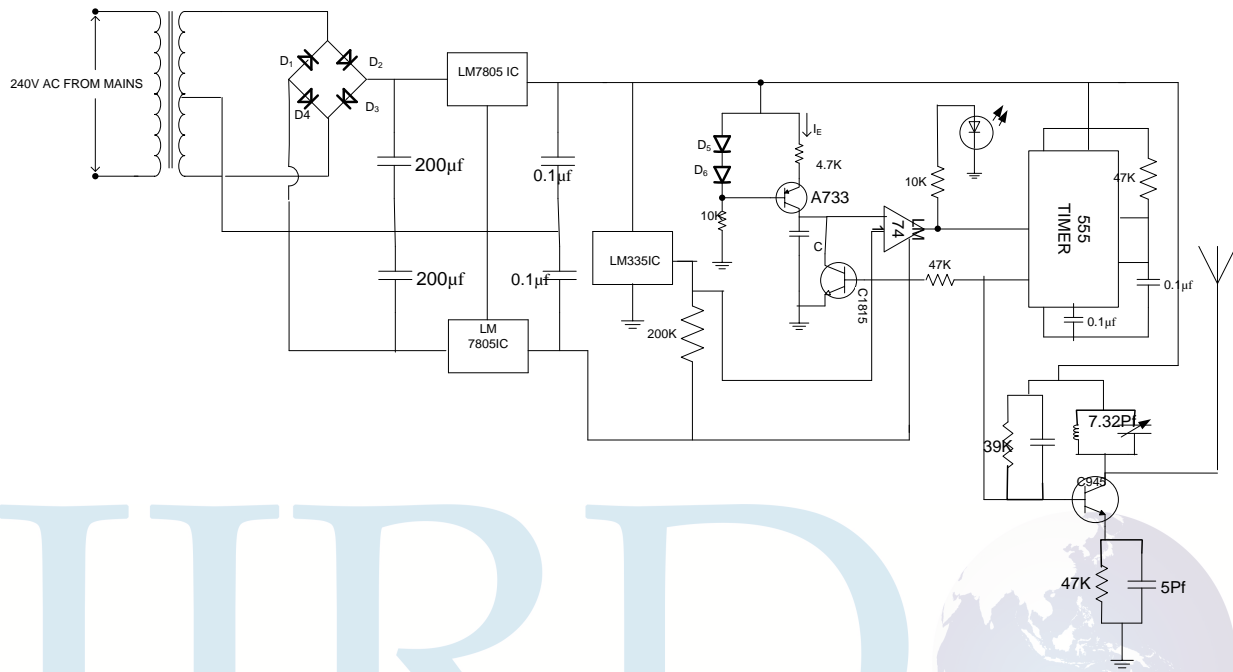 240V AC FROM MAINS
D1
D2
D4
D3
LM7805 IC
200µf
200µf
0.1µf
0.1µf
LM
7805IC
LM335IC
200K
D5
D6
10K
IE
4.7K
A733
C
C1815
LM
74
10K
47K
555
TIMER
47K
0.1µf
0.1µf
39K
7.32Pf
C945
47K
5Pf
IJRD